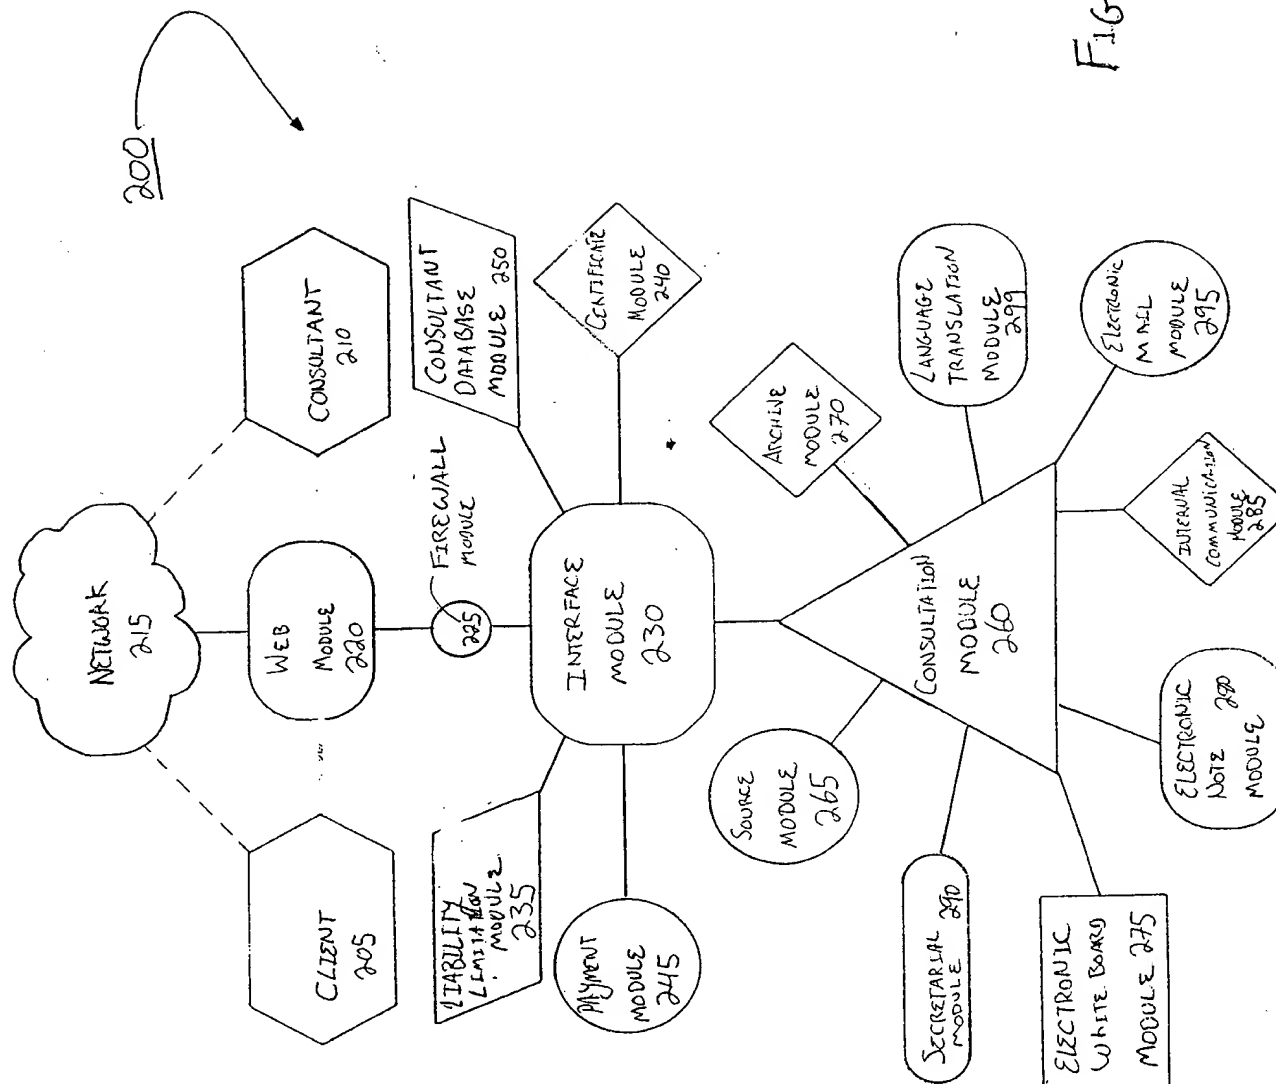 200
NETWORK
215
CLIENT
205
WEB
MODULE
220
CONSULTANT
210
225
FIREWALL
MODULE
LIABILITY
LIMITATION
MODULE
235
INTERFACE
MODULE
230
CONSULTANT
DATABASE
MODULE 250
PAYMENT
MODULE
245
CERTIFICATE
MODULE
240
SOURCE
MODULE
265
ARCHIVE
MODULE
270
CONSULTATION
MODULE
260
SECRETARIAL 290
MODULE
LANGUAGE
TRANSLATION
MODULE
299
ELECTRONIC
WHITE BOARD
MODULE 275
ELECTRONIC
NOTE 280
MODULE
INTERNAL
COMMUNICATION
MODULE
285
ELECTRONIC
MAIL
MODULE
295
FIG